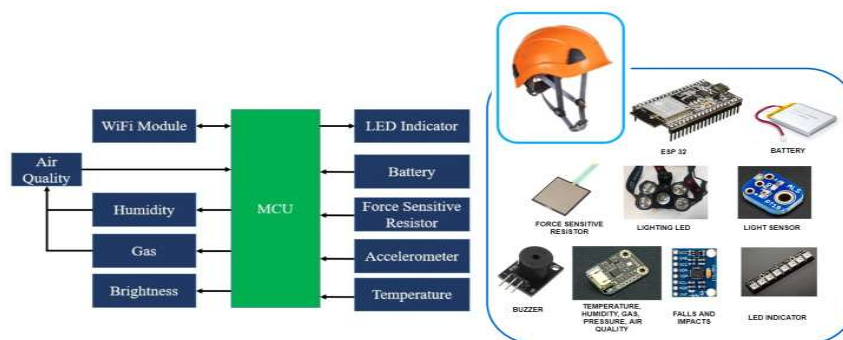 WiFi Module
LED Indicator
Air
Quality
Battery
MCU
Humidity
Force Sensitive
Resistor
Gas
Accelerometer
Brightness
Temperature
ESP 32
BATTERY
FORCE SENSITIVE
RESISTOR
LIGHTING LED
LIGHT SENSOR
BUZZER
TEMPERATURE,
HUMIDITY, GAS,
PRESSURE, AIR
QUALITY
FALLS AND
IMPACTS
LED INDICATOR